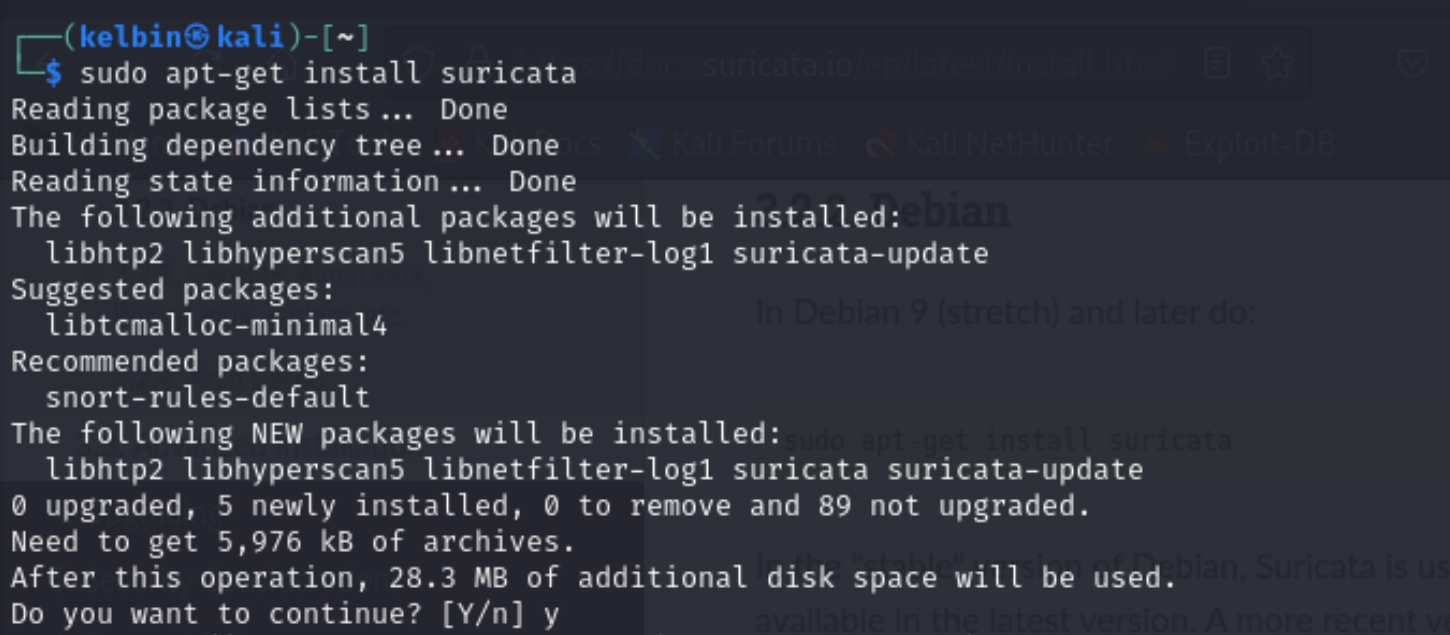 (kelbin㉿kali)-[~]
$ sudo apt-get install suricata
Reading package lists... Done
Building dependency tree... Done
Reading state information... Done
The following additional packages will be installed:
libhtp2 libhyperscan5 libnetfilter-log1 suricata-update
Suggested packages:
libtcmalloc-minimal4
Recommended packages:
snort-rules-default
The following NEW packages will be installed:
libhtp2 libhyperscan5 libnetfilter-log1 suricata suricata-update
0 upgraded, 5 newly installed, 0 to remove and 89 not upgraded.
Need to get 5,976 kB of archives.
After this operation, 28.3 MB of additional disk space will be used.
Do you want to continue? [Y/n] y
docs.suricata.io/en/latest/install.htm
Kali Forums
Kali NetHunter
Exploit-DB
Debian
In Debian 9 (stretch) and later do:
sudo apt-get install suricata
In the "stable" version of Debian, Suricata is
available in the latest version. A more recent